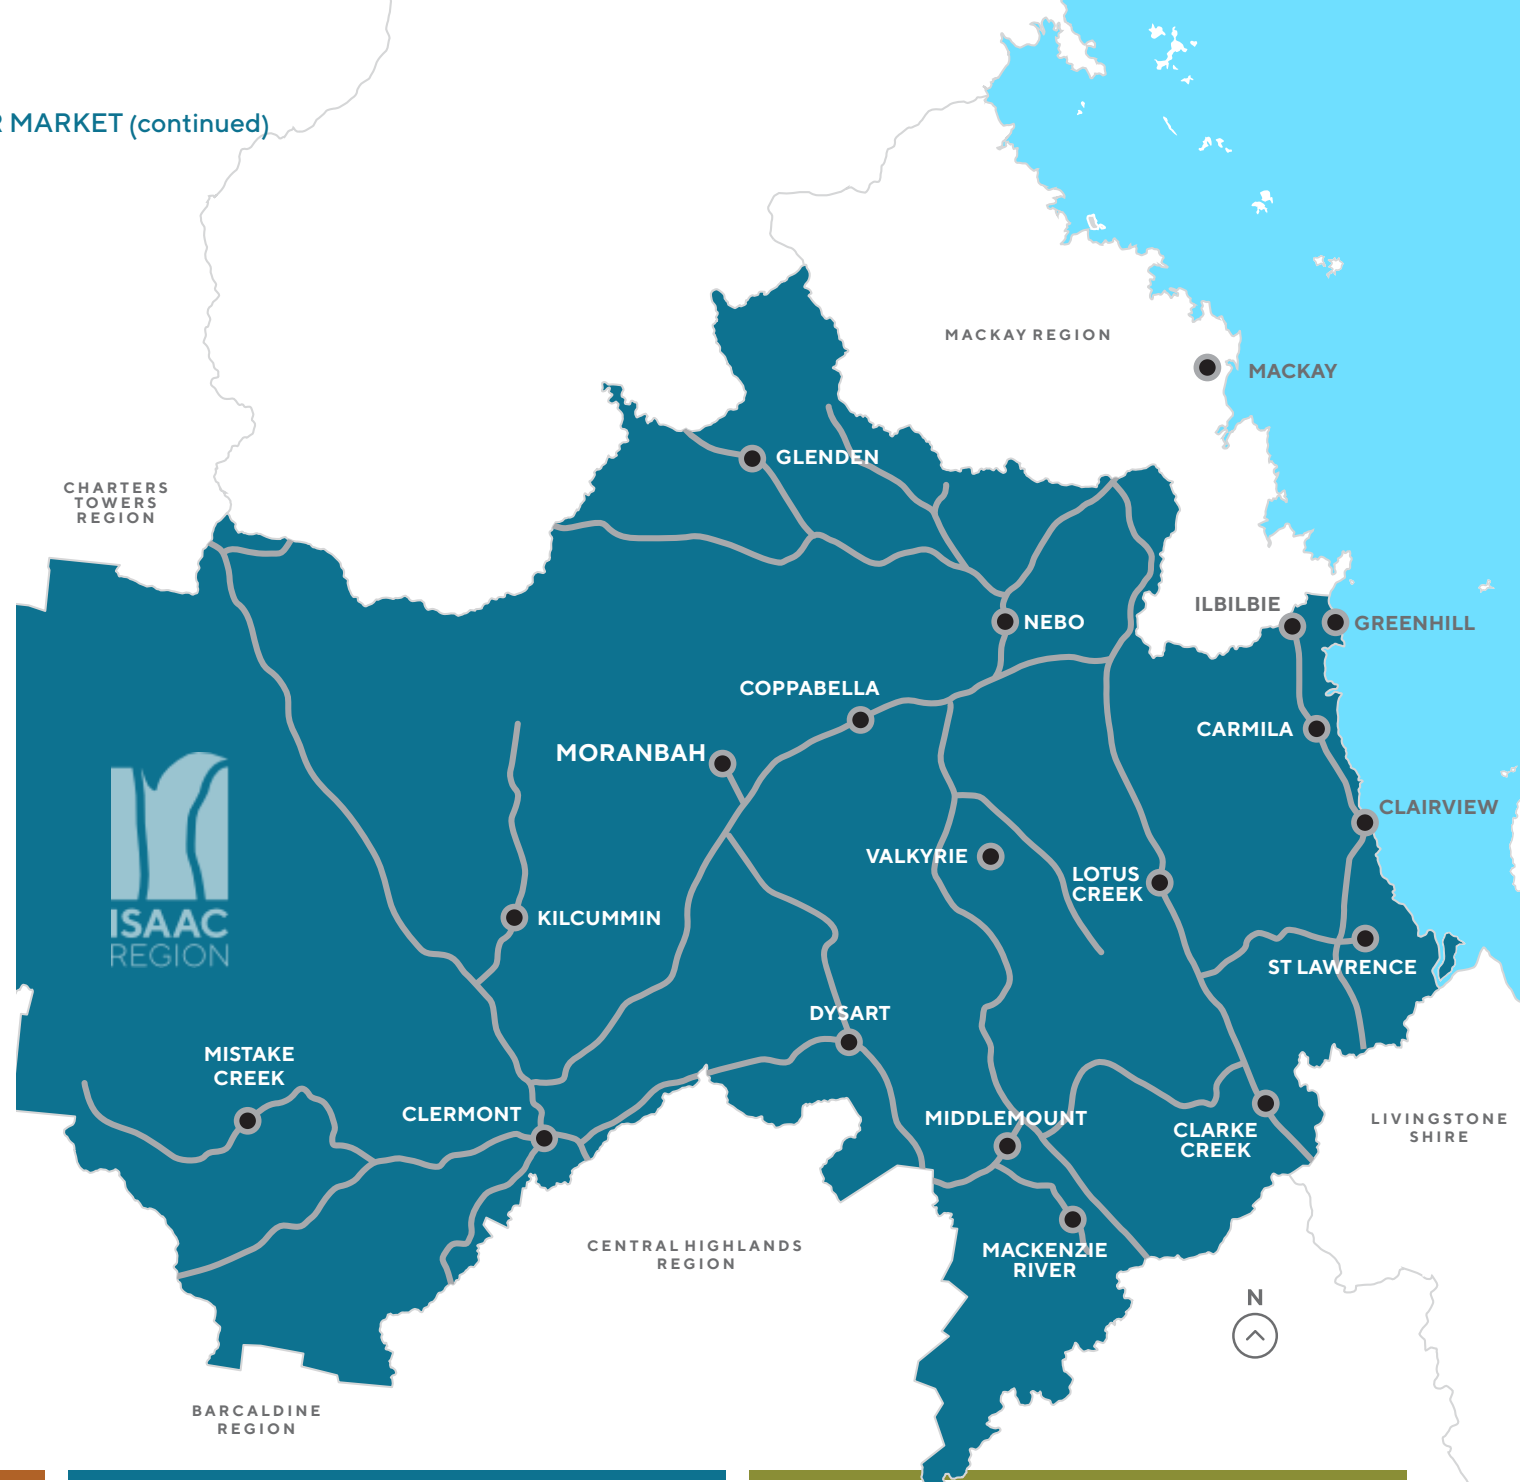 R MARKET (continued)
MACKAY REGION
MACKAY
GLENDEN
CHARTERS
TOWERS
REGION
ILBILBIE
NEBO
GREENHILL
COPPABELLA
CARMILA
MORANBAH
CLAIRVIEW
VALKYRIE
LOTUS
CREEK
KILCUMMIN
ISAAC
REGION
ST LAWRENCE
DYSART
MISTAKE
CREEK
CLERMONT
MIDDLEMOUNT
CLARKE
CREEK
LIVINGSTONE
SHIRE
CENTRAL HIGHLANDS
REGION
MACKENZIE
RIVER
N
BARCALDINE
REGION